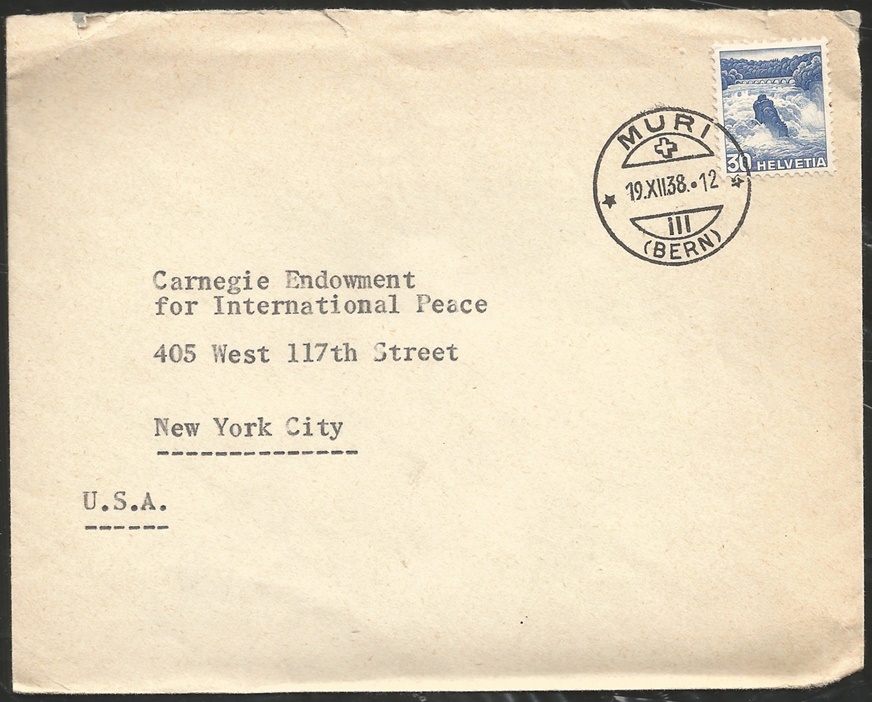 MURI
19.XII.38.•12
III
(BERN)
30 HELVETIA
Carnegie Endowment
for International Peace
405 West 117th Street
New York City
U.S.A.